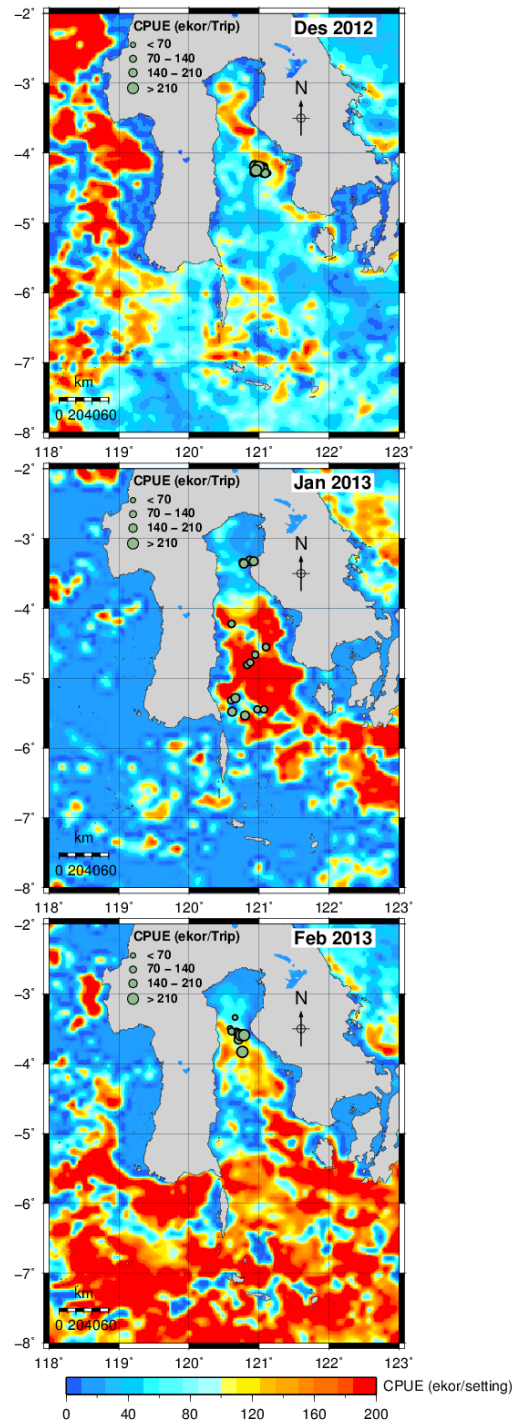 CPUE (ekor/Trip)
Des 2012
< 70
70 – 140
140 – 210
> 210
N
km
0 204060
−2˚
−3˚
−4˚
−5˚
−6˚
−7˚
−8˚
118˚ 119˚ 120˚ 121˚ 122˚ 123˚
CPUE (ekor/Trip)
Jan 2013
< 70
70 – 140
140 – 210
> 210
N
km
0 204060
−2˚
−3˚
−4˚
−5˚
−6˚
−7˚
−8˚
118˚ 119˚ 120˚ 121˚ 122˚ 123˚
CPUE (ekor/Trip)
Feb 2013
< 70
70 – 140
140 – 210
> 210
N
km
0 204060
−2˚
−3˚
−4˚
−5˚
−6˚
−7˚
−8˚
118˚ 119˚ 120˚ 121˚ 122˚ 123˚
CPUE (ekor/setting)
0 40 80 120 160 200